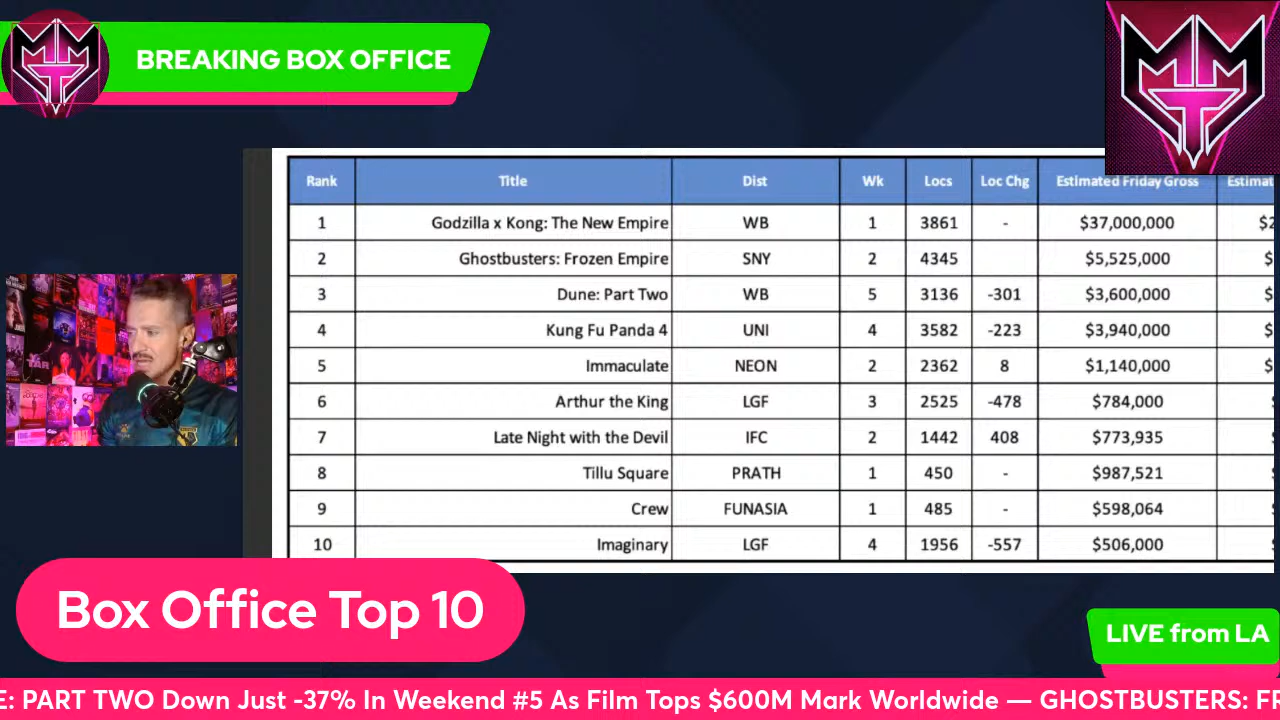 BREAKING BOX OFFICE
Rank Title Dist Wk Locs Loc Chg Estimated Friday Gross Estimat
1 Godzilla x Kong: The New Empire WB 1 3861 - $37,000,000 $2
2 Ghostbusters: Frozen Empire SNY 2 4345 $5,525,000 $
3 Dune: Part Two WB 5 3136 -301 $3,600,000 $
4 Kung Fu Panda 4 UNI 4 3582 -223 $3,940,000 $
5 Immaculate NEON 2 2362 8 $1,140,000 $
6 Arthur the King LGF 3 2525 -478 $784,000
7 Late Night with the Devil IFC 2 1442 408 $773,935
8 Tillu Square PRATH 1 450 - $987,521
9 Crew FUNASIA 1 485 - $598,064
10 Imaginary LGF 4 1956 -557 $506,000
Box Office Top 10
LIVE from LA
E: PART TWO Down Just -37% In Weekend #5 As Film Tops $600M Mark Worldwide — GHOSTBUSTERS: FR